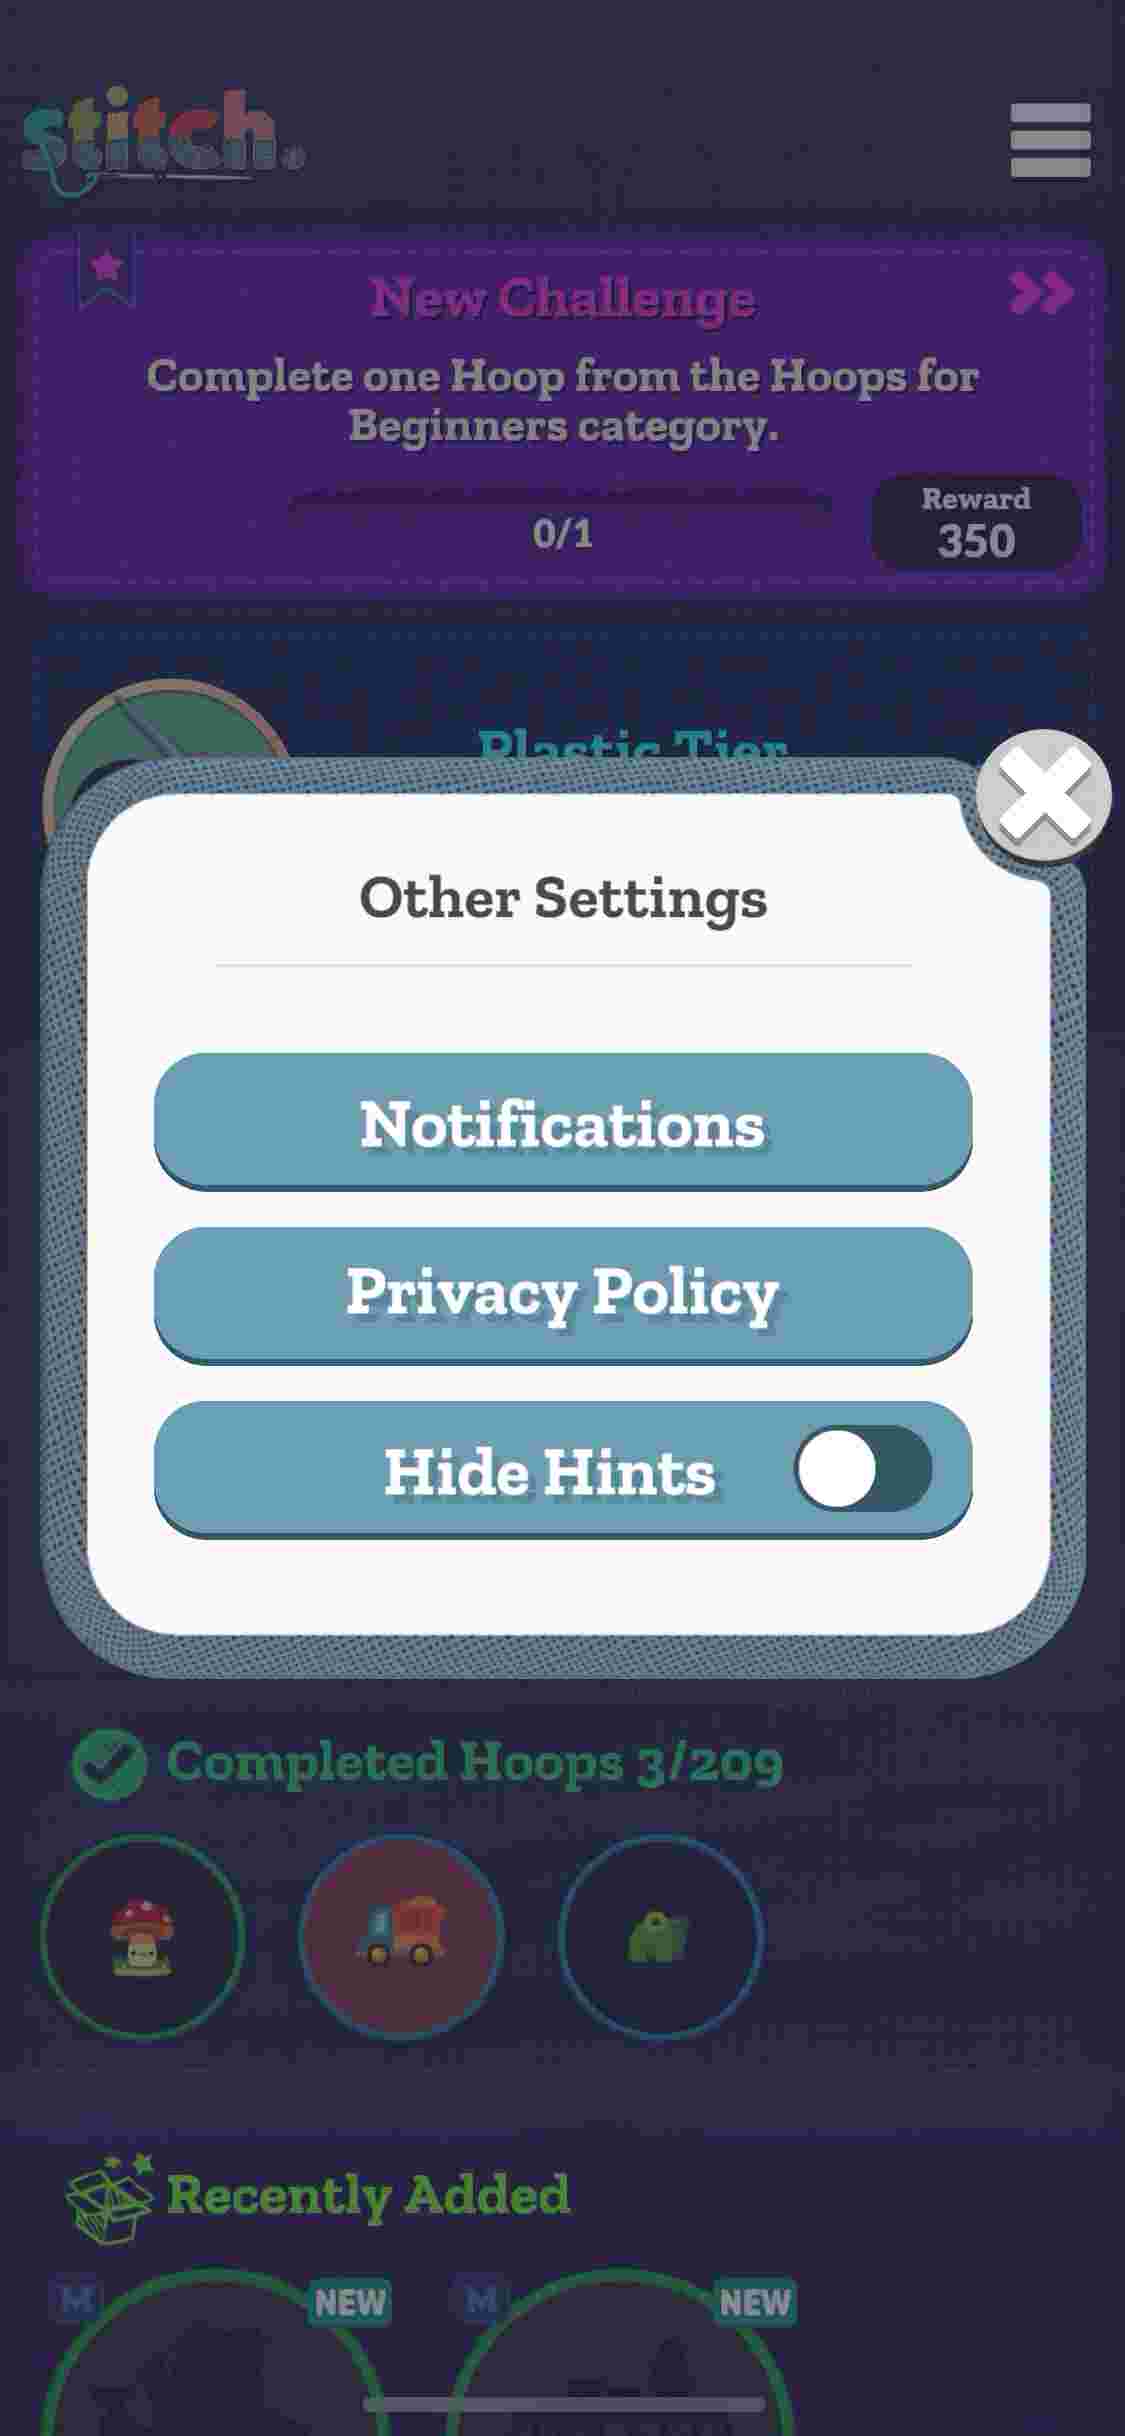 stitch.
New Challenge
Complete one Hoop from the Hoops for
Beginners category.
0/1
Reward
350
Plastic Tier
Other Settings
Notifications
Privacy Policy
Hide Hints
Completed Hoops 3/209
Recently Added
M
NEW
M
NEW